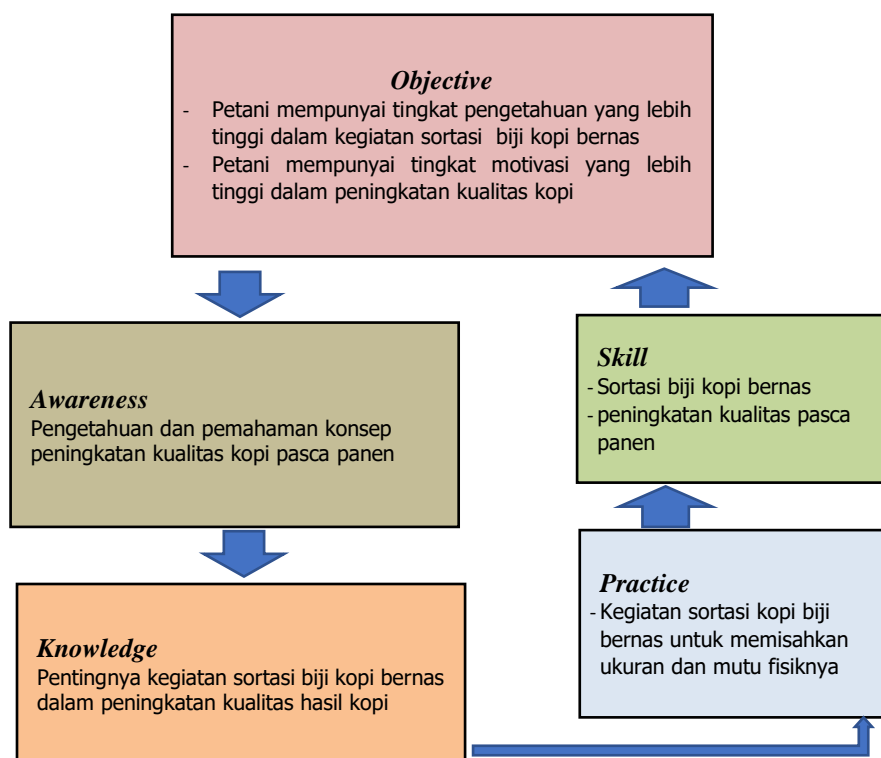 Objective
- Petani mempunyai tingkat pengetahuan yang lebih
tinggi dalam kegiatan sortasi biji kopi bernas
- Petani mempunyai tingkat motivasi yang lebih
tinggi dalam peningkatan kualitas kopi
Awareness
Pengetahuan dan pemahaman konsep
peningkatan kualitas kopi pasca panen
Knowledge
Pentingnya kegiatan sortasi biji kopi bernas
dalam peningkatan kualitas hasil kopi
Practice
- Kegiatan sortasi kopi biji
bernas untuk memisahkan
ukuran dan mutu fisiknya
Skill
- Sortasi biji kopi bernas
- peningkatan kualitas pasca
panen